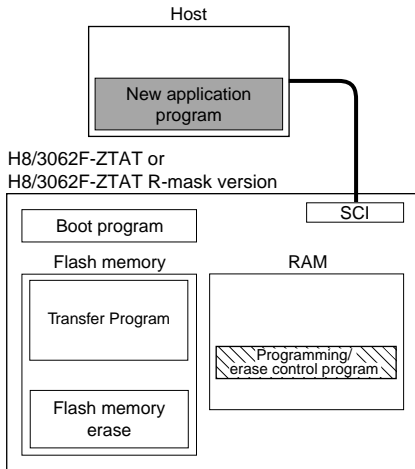 Host
New application
program
H8/3062F-ZTAT or
H8/3062F-ZTAT R-mask version
SCI
Boot program
Flash memory
RAM
Transfer Program
Programming/
erase control program
Flash memory
erase